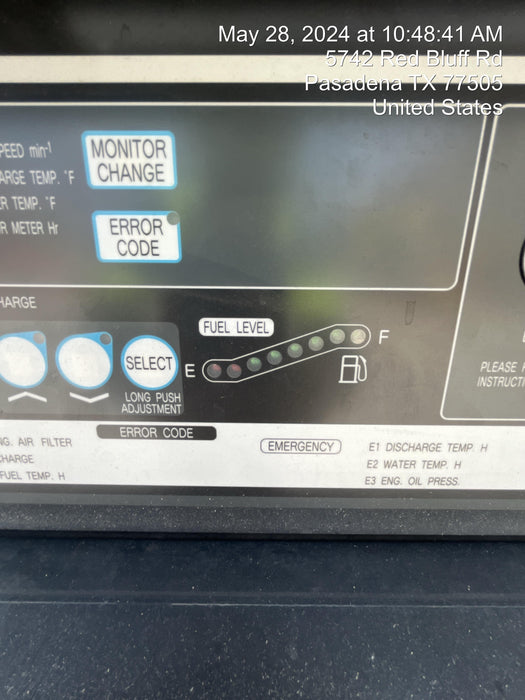 May 28, 2024 at 10:48:41 AM
5742 Red Bluff Rd
Pasadena TX 77505
United States
PEED min-1
ARGE TEMP. °F
R TEMP. °F
R METER Hr
MONITOR
CHANGE
ERROR
CODE
HARGE
FUEL LEVEL
E
F
SELECT
LONG PUSH
ADJUSTMENT
PLEASE
INSTRUCTI
ERROR CODE
NG. AIR FILTER
CHARGE
FUEL TEMP. H
EMERGENCY
E1 DISCHARGE TEMP. H
E2 WATER TEMP. H
E3 ENG. OIL PRESS.